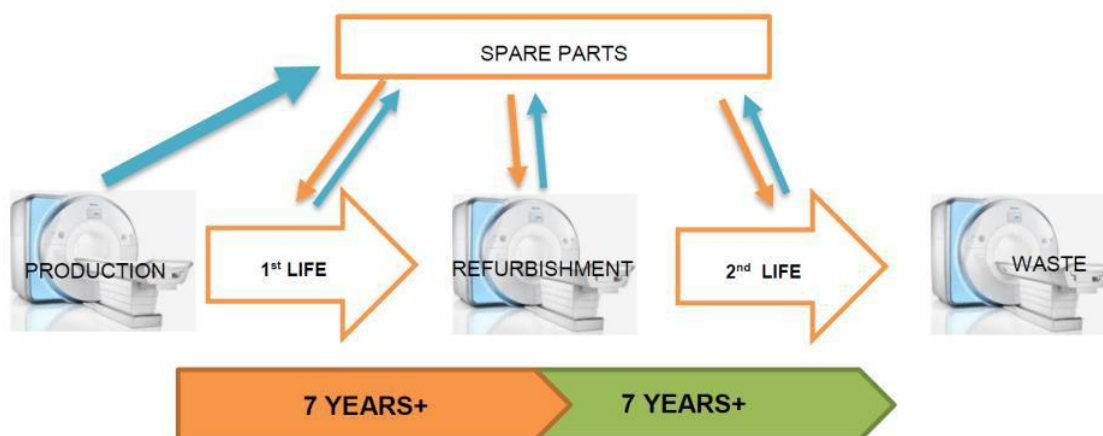 SPARE PARTS
PRODUCTION
1st LIFE
REFURBISHMENT
2nd LIFE
WASTE
7 YEARS+
7 YEARS+